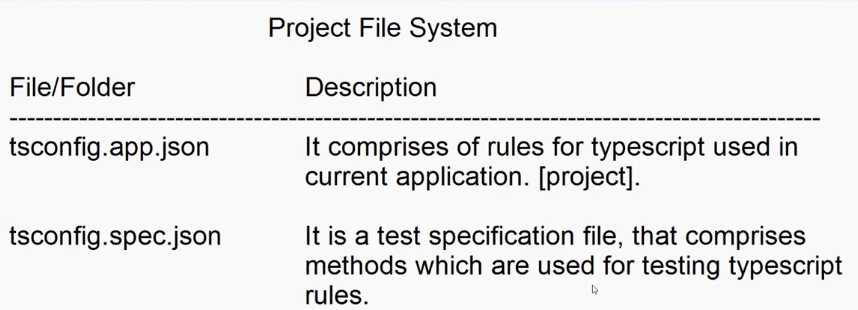 Project File System
File/Folder Description
---------------------------------------------------------------------------------------------
tsconfig.app.json It comprises of rules for typescript used in
current application. [project].
tsconfig.spec.json It is a test specification file, that comprises
methods which are used for testing typescript
rules.